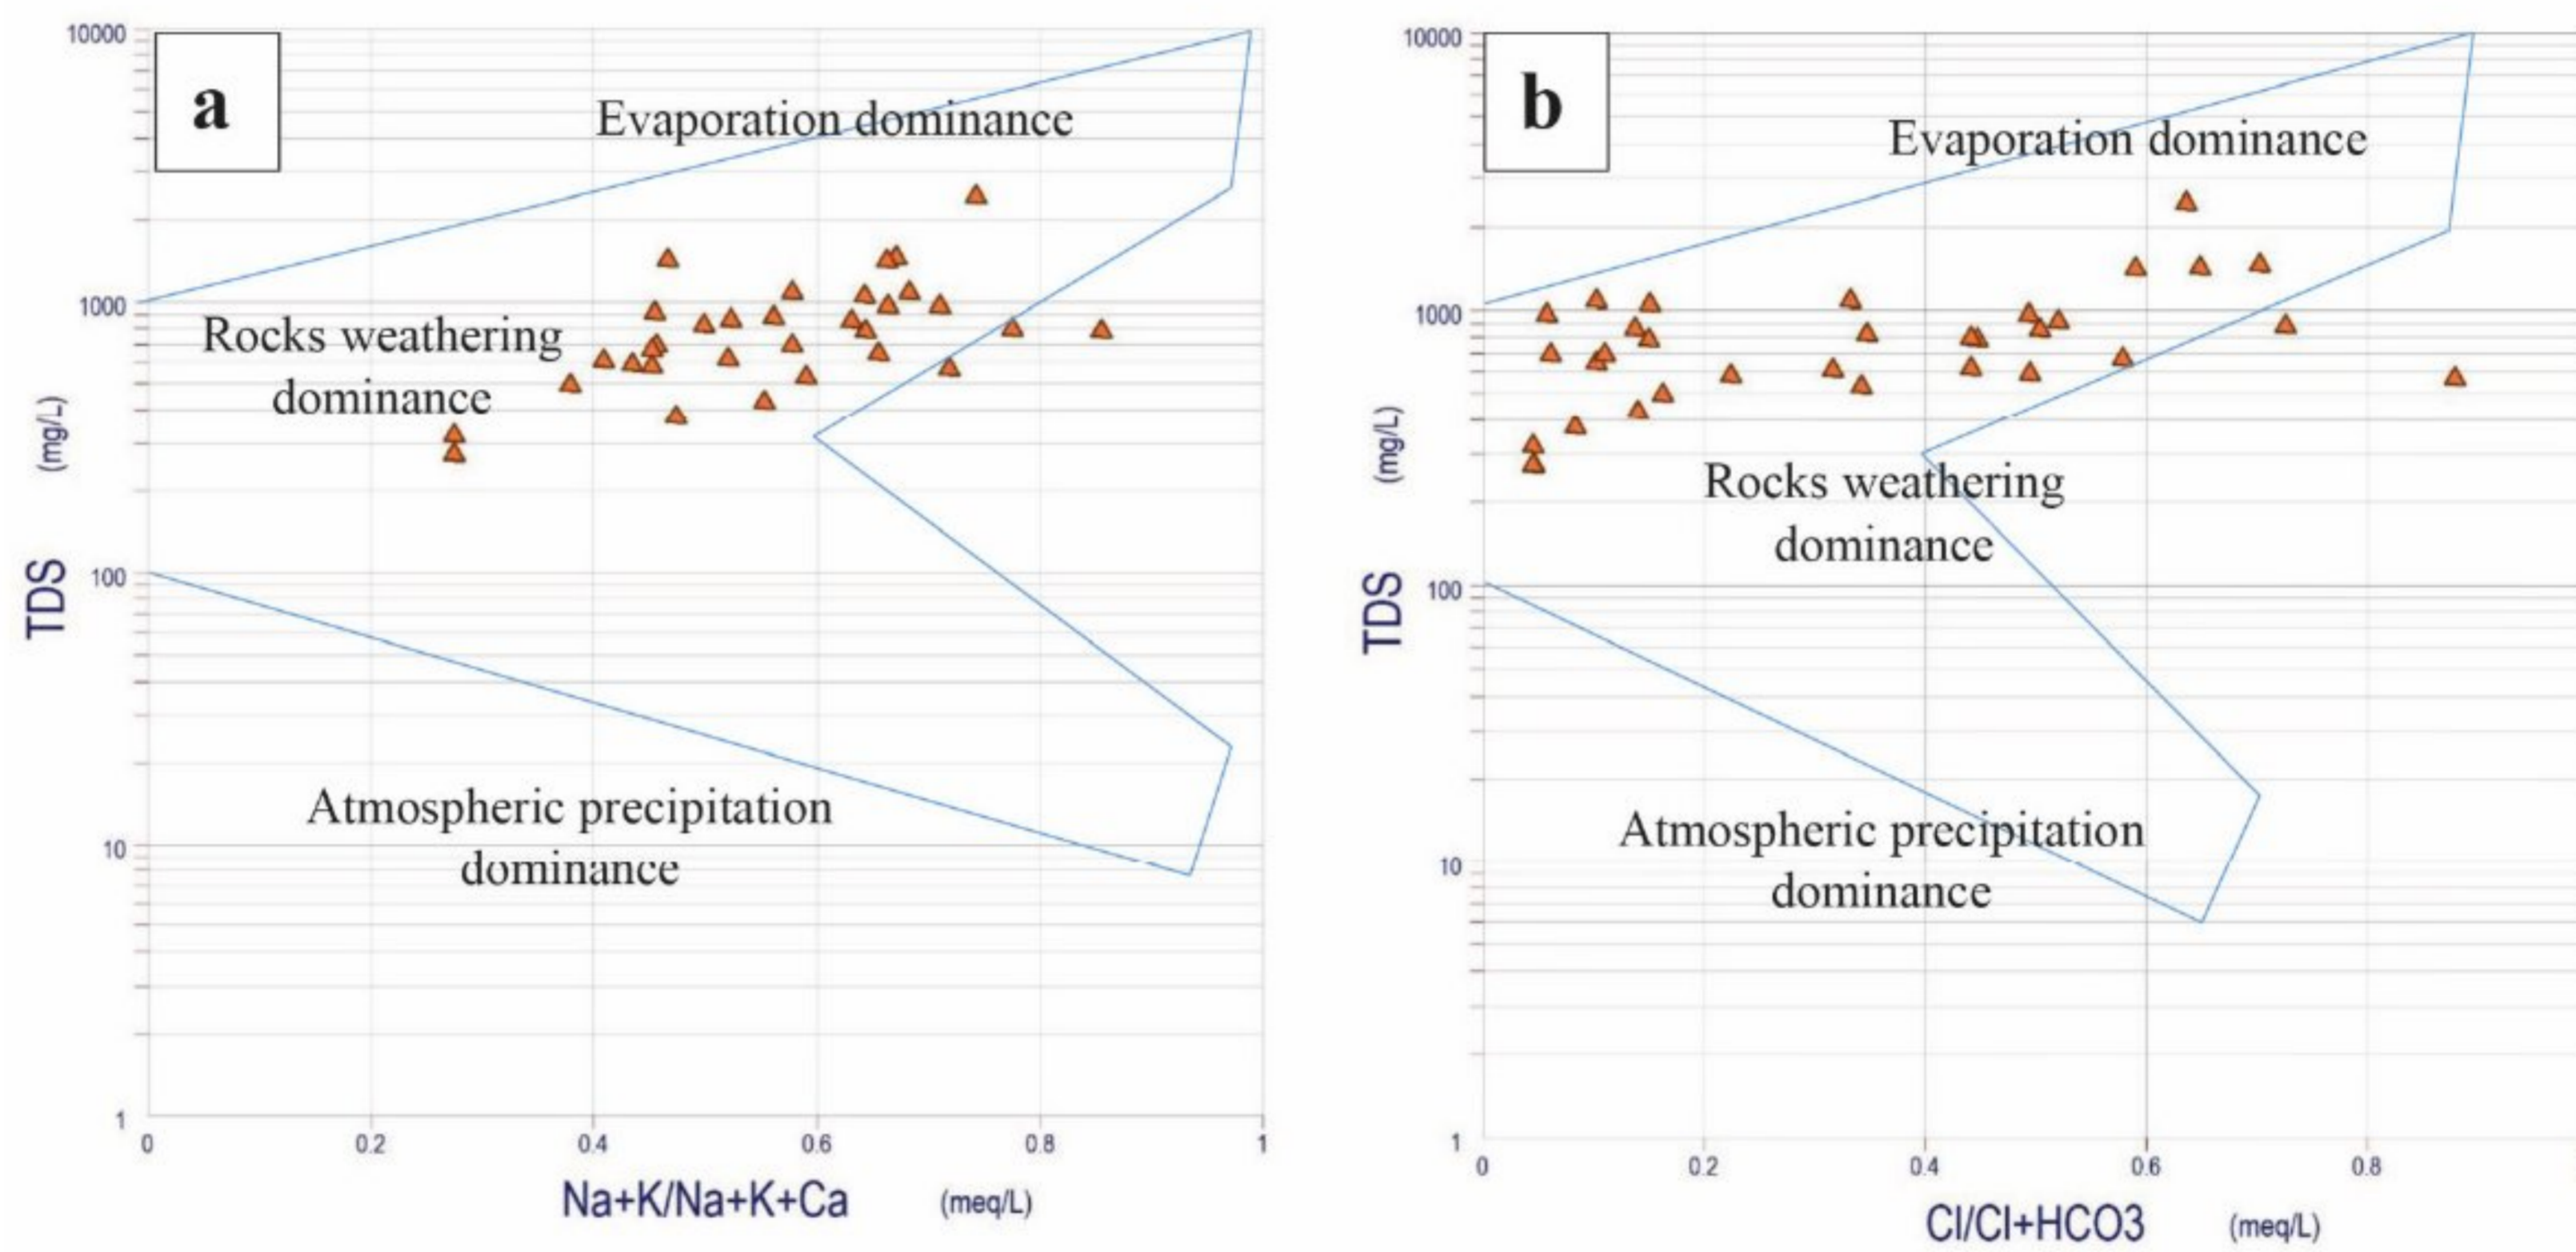 a
10000
1000
100
10
1
TDS (mg/L)
Evaporation dominance
Rocks weathering
dominance
Atmospheric precipitation
dominance
0 0.2 0.4 0.6 0.8 1
Na+K/Na+K+Ca (meq/L)
b
10000
1000
100
10
1
TDS (mg/L)
Evaporation dominance
Rocks weathering
dominance
Atmospheric precipitation
dominance
0 0.2 0.4 0.6 0.8
Cl/Cl+HCO3 (meq/L)